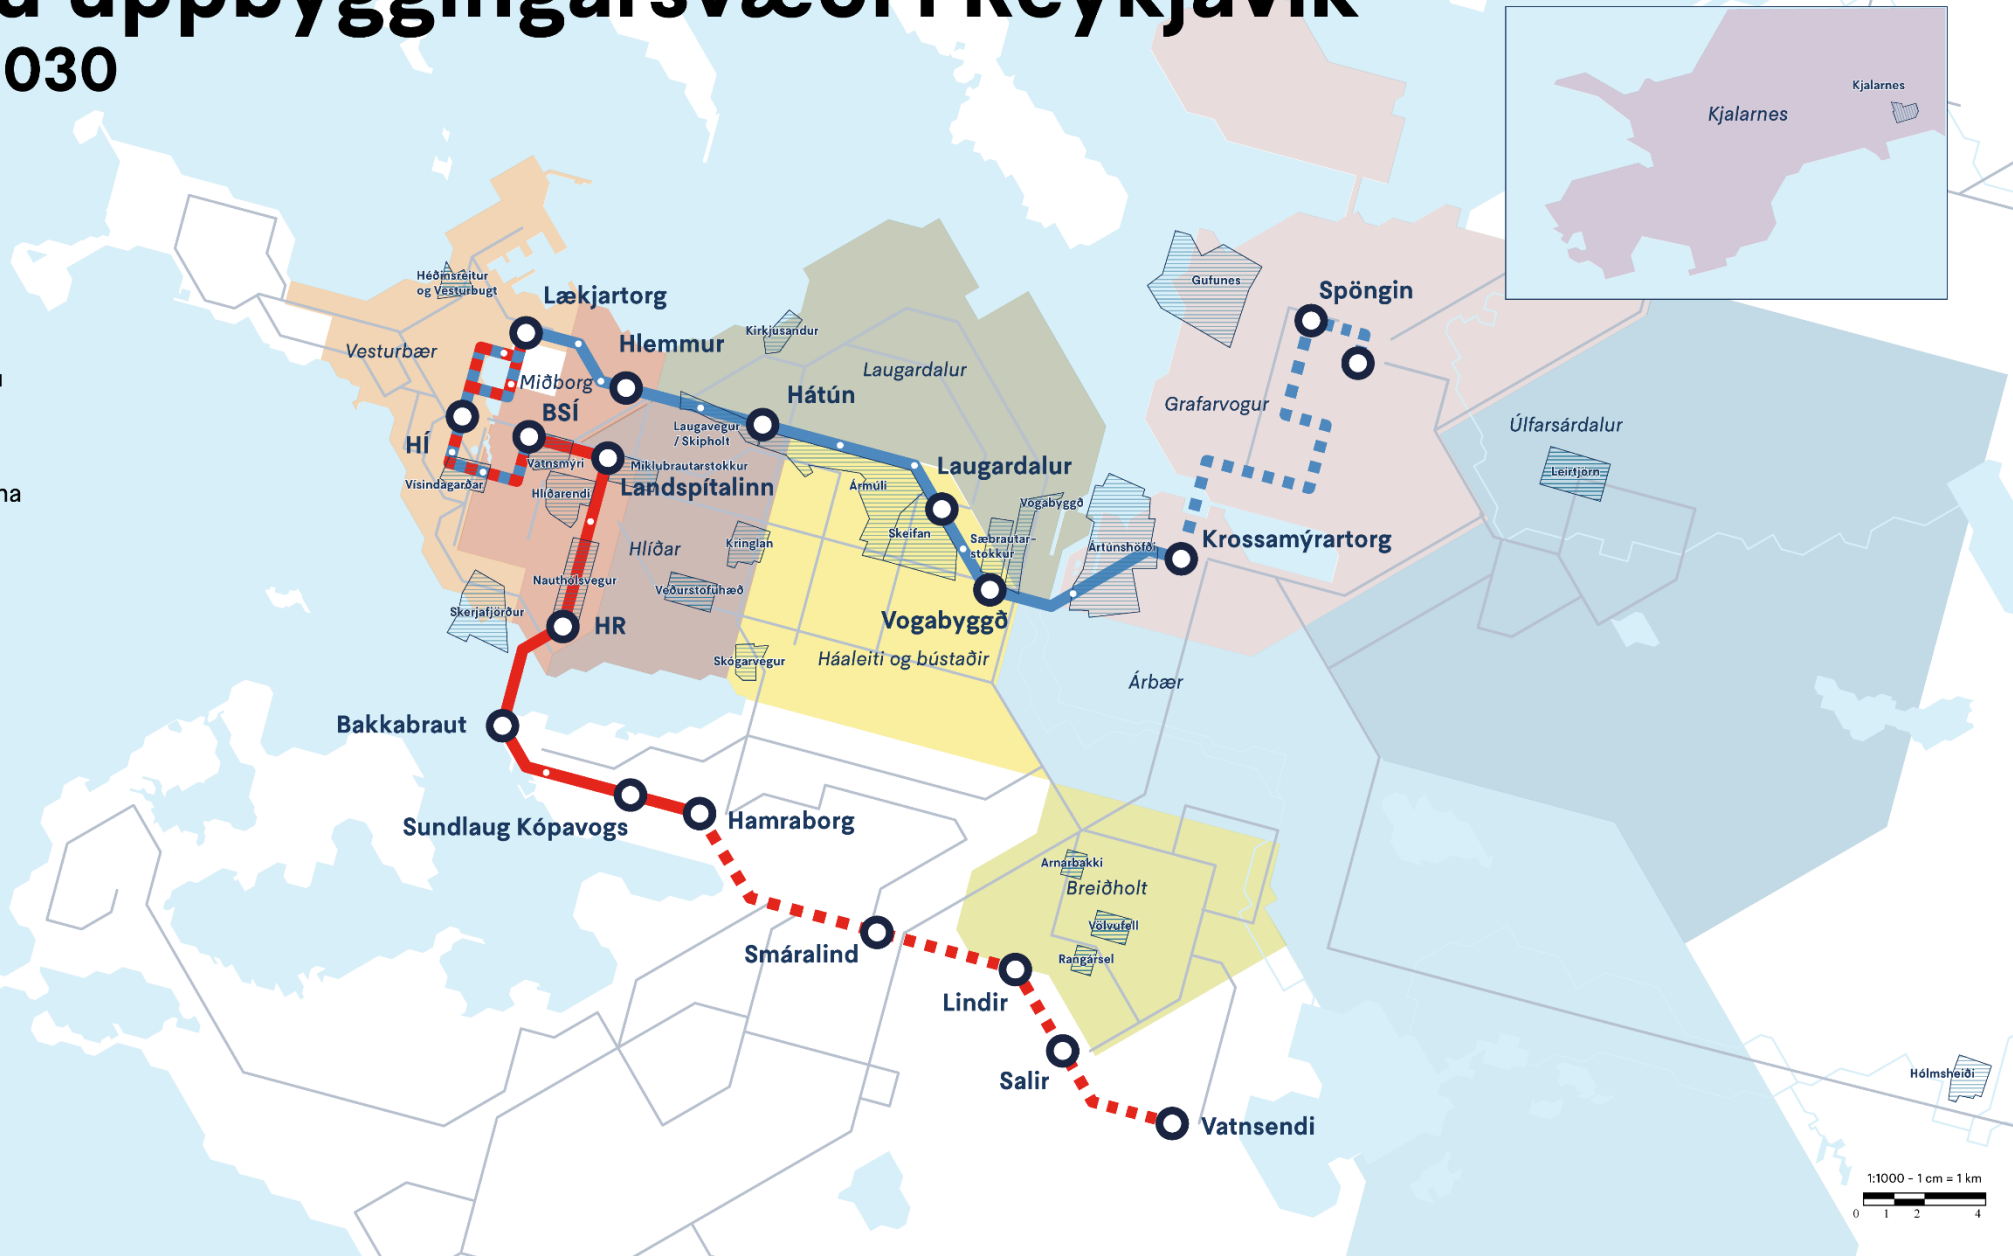 uppbyggingarsvæði í Reykjavík
030
Kjalarnes
Kjalarnes
Héðinsreitur
og Vesturbugt
Lækjartorg
Spöngin
Gufunes
Kirkjusandur
Hlemmur
Vesturbær
Miðborg
Laugardalur
Hátún
Grafarvogur
BSÍ
HÍ
Laugavegur
/ Skipholt
Úlfarsárdalur
Vatnsmýri
Miklubrautarstokkur
Laugardalur
Leirtjörn
Vísindagarðar
Hlíðarendi
Landspítalinn
Ármúli
Vogabyggð
Skeifan
Sæbrautar-
stokkur
Kringlan
Hlíðar
Ártúnshöfði
Krossamýrartorg
Nauthólsvegur
Veðurstofuhæð
Skerjafjörður
HR
Vogabyggð
Skógarvegur
Háaleiti og bústaðir
Árbær
Bakkabraut
Sundlaug Kópavogs
Hamraborg
Arnarbakki
Breiðholt
Völvufell
Smáralind
Rangársel
Lindir
Salir
Hólmsheiði
Vatnsendi
1:1000 - 1 cm = 1 km
0 1 2 4
na